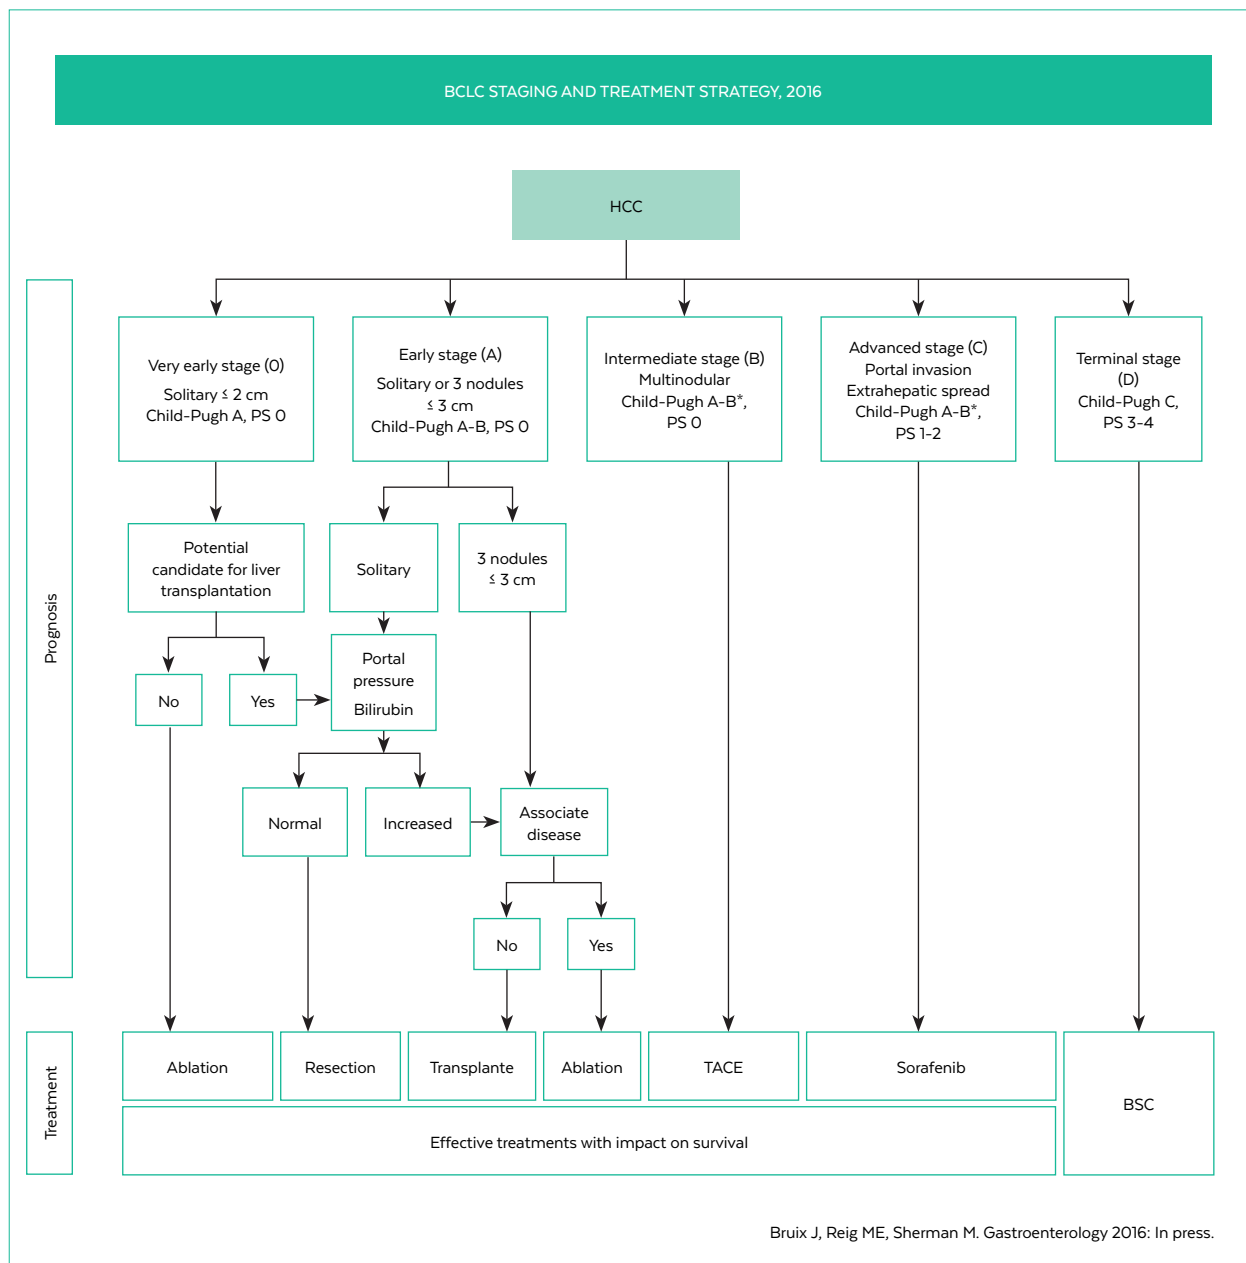 BCLC STAGING AND TREATMENT STRATEGY, 2016
HCC
Prognosis
Very early stage (0)
Solitary ≤ 2 cm
Child-Pugh A, PS 0
Early stage (A)
Solitary or 3 nodules
≤ 3 cm
Child-Pugh A-B, PS 0
Intermediate stage (B)
Multinodular
Child-Pugh A-B*,
PS 0
Advanced stage (C)
Portal invasion
Extrahepatic spread
Child-Pugh A-B*,
PS 1-2
Terminal stage
(D)
Child-Pugh C,
PS 3-4
Potential
candidate for liver
transplantation
Solitary
3 nodules
≤ 3 cm
No
Yes
Portal
pressure
Bilirubin
Normal
Increased
Associate
disease
No
Yes
Treatment
Ablation
Resection
Transplante
Ablation
TACE
Sorafenib
BSC
Effective treatments with impact on survival
Bruix J, Reig ME, Sherman M. Gastroenterology 2016: In press.